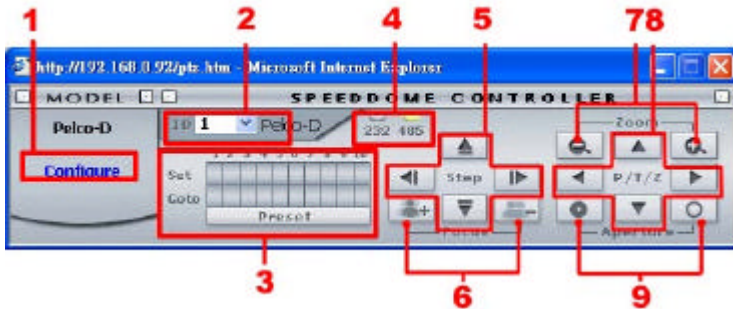 1 2 4 5 78
http://192.168.0.92/ptz.htm - Microsoft Internet Explorer
MODEL SPEEDDOME CONTROLLER
Pelco-D ID 1 Pelco-D 232 485 Zoom
Configure 1 2 3 4 5 6 7 8 9 10
Set Step P/T/Z
Goto
Preset
Focus Aperture
3 6 9